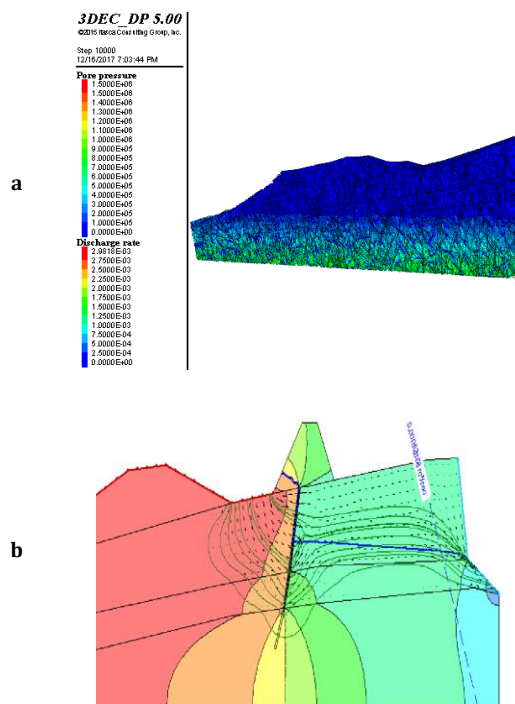 3DEC_DP 5.00
©2015 Itasca Consulting Group, Inc.
Step 10000
12/16/2017 7:03:44 PM
Pore pressure
1.5000E+06
1.5000E+06
1.4000E+06
1.3000E+06
1.2000E+06
1.1000E+06
1.0000E+06
9.0000E+05
8.0000E+05
7.0000E+05
6.0000E+05
5.0000E+05
4.0000E+05
3.0000E+05
2.0000E+05
1.0000E+05
0.0000E+00
a
Discharge rate
2.9818E-03
2.7500E-03
2.5000E-03
2.2500E-03
2.0000E-03
1.7500E-03
1.5000E-03
1.2500E-03
1.0000E-03
7.5000E-04
5.0000E-04
2.5000E-04
0.0000E+00
b